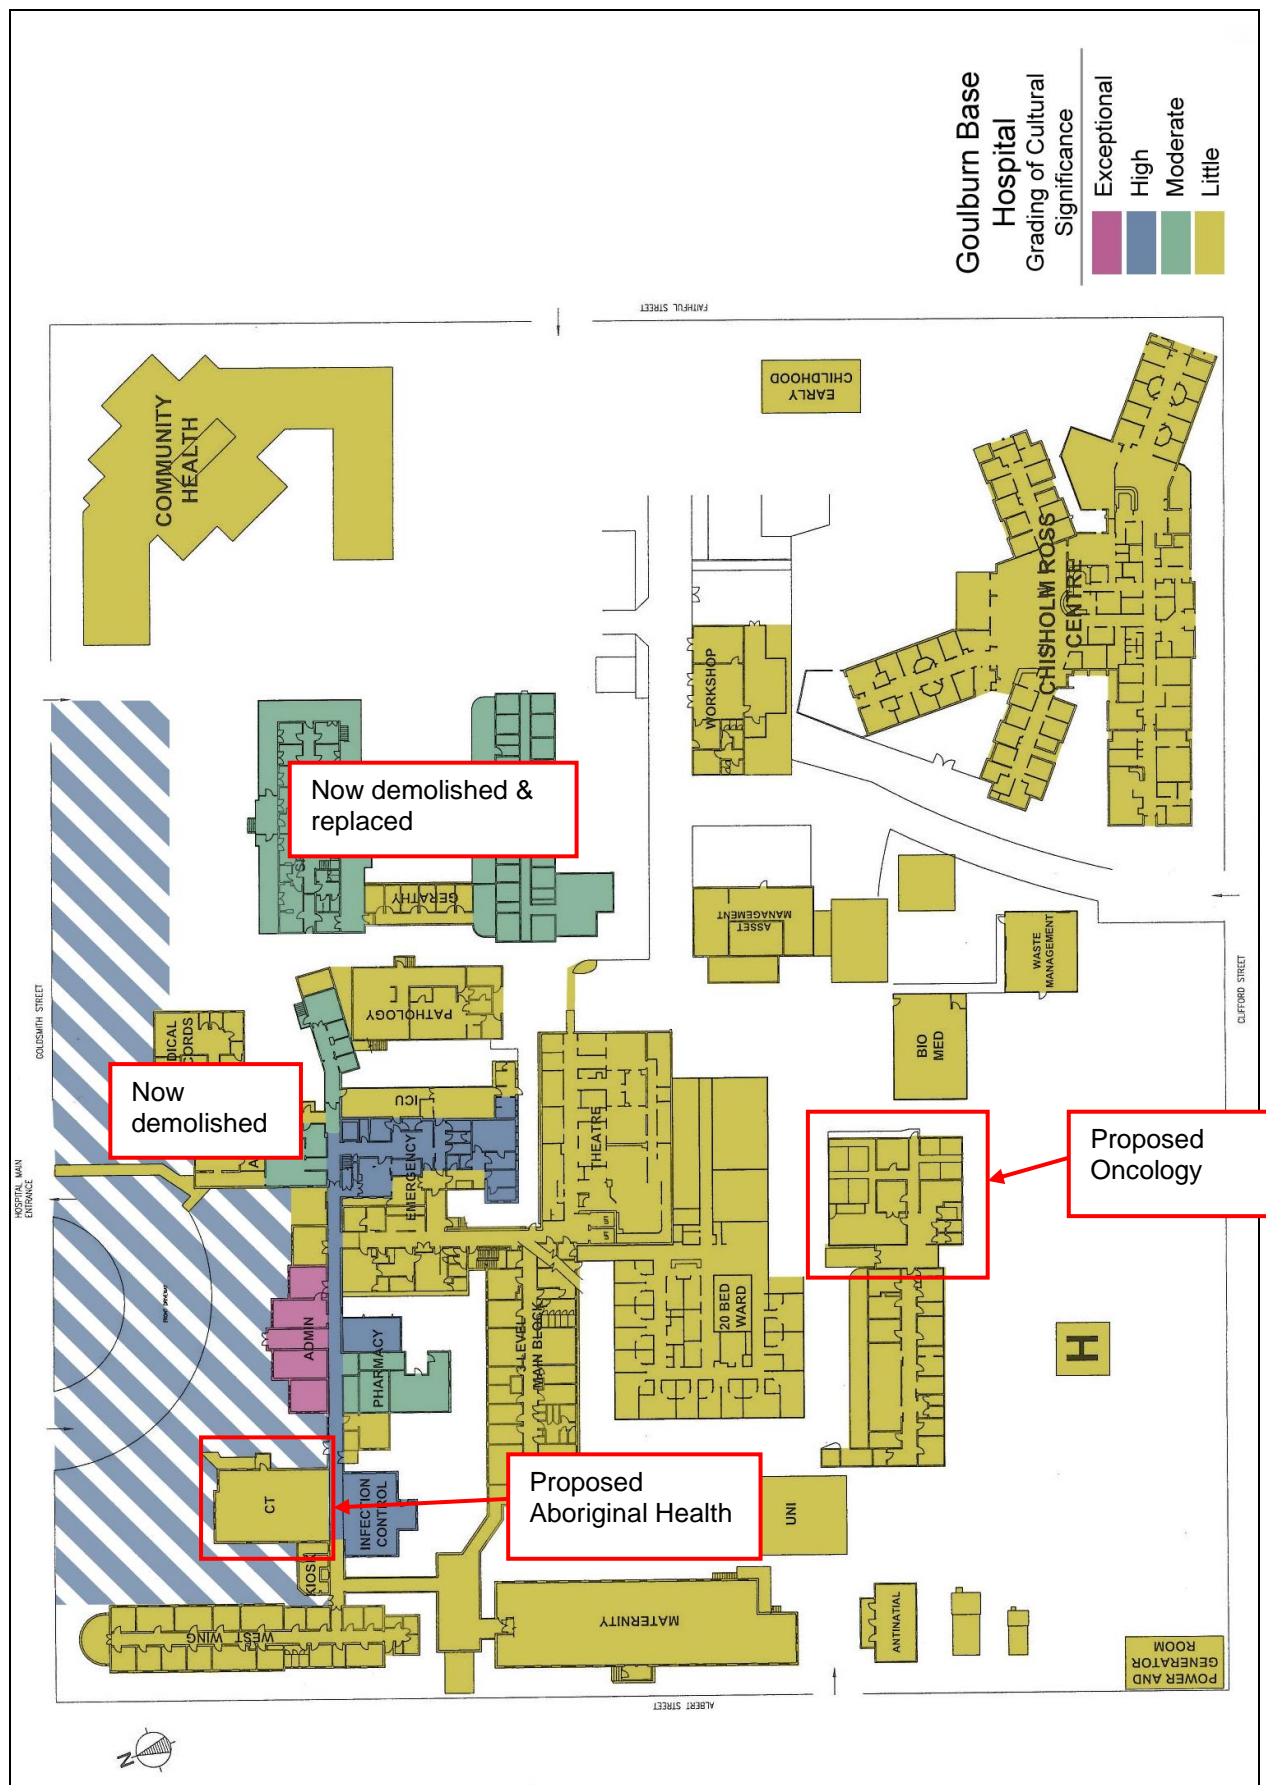 Goulburn Base
Hospital
Grading of Cultural
Significance
Exceptional
High
Moderate
Little
FAITHFUL STREET
COMMUNITY
HEALTH
EARLY
CHILDHOOD
CHISHOLM ROSS
CENTRE
WORKSHOP
Now demolished &
replaced
GERATHY
ASSET
MANAGEMENT
WASTE
MANAGEMENT
CLIFFORD STREET
GOLDSMITH STREET
PATHOLOGY
BIO
MED
Now
demolished
ICU
EMERGENCY
THEATRE
Proposed
Oncology
HOSPITAL MAIN
ENTRANCE
FRONT DRIVEWAY
ADMIN
PHARMACY
3-LEVEL
MAIN BLOCK
20 BED
WARD
H
CT
INFECTION
CONTROL
Proposed
Aboriginal Health
UNI
KIOSK
WEST WING
MATERNITY
ANTINATIAL
POWER AND
GENERATOR
ROOM
ALBERT STREET
N